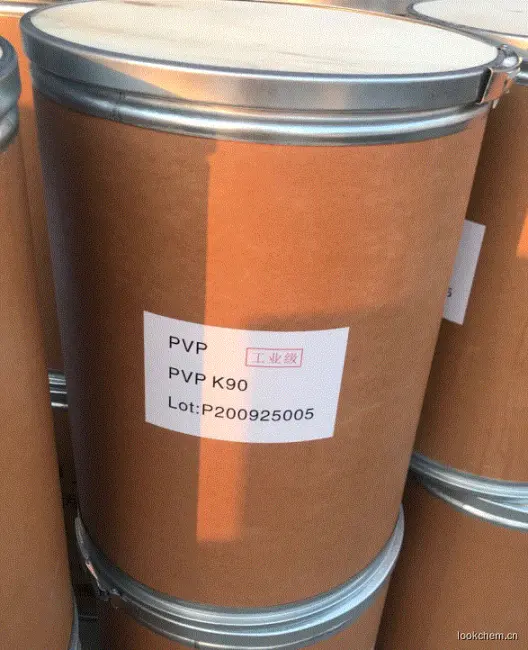 PVP
工业级
PVP K90
Lot:P200925005
lookchem.cn